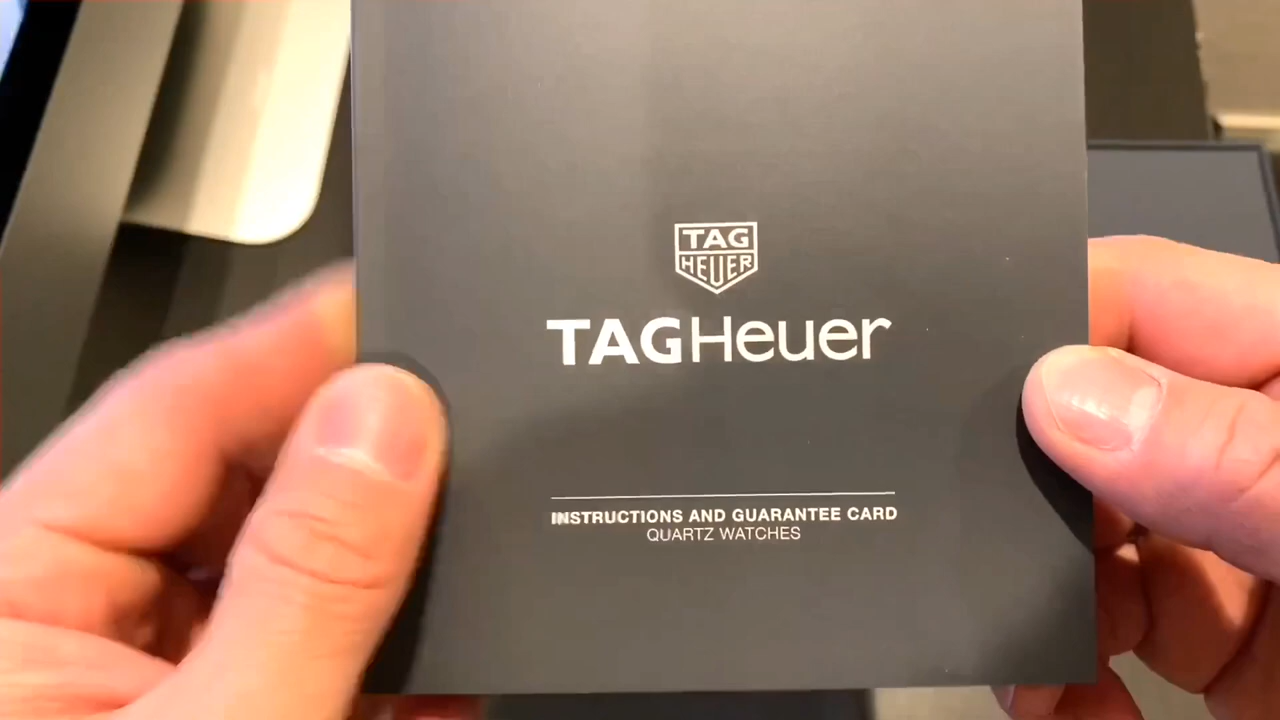 TAG
HEUER
TAGHeuer
INSTRUCTIONS AND GUARANTEE CARD
QUARTZ WATCHES